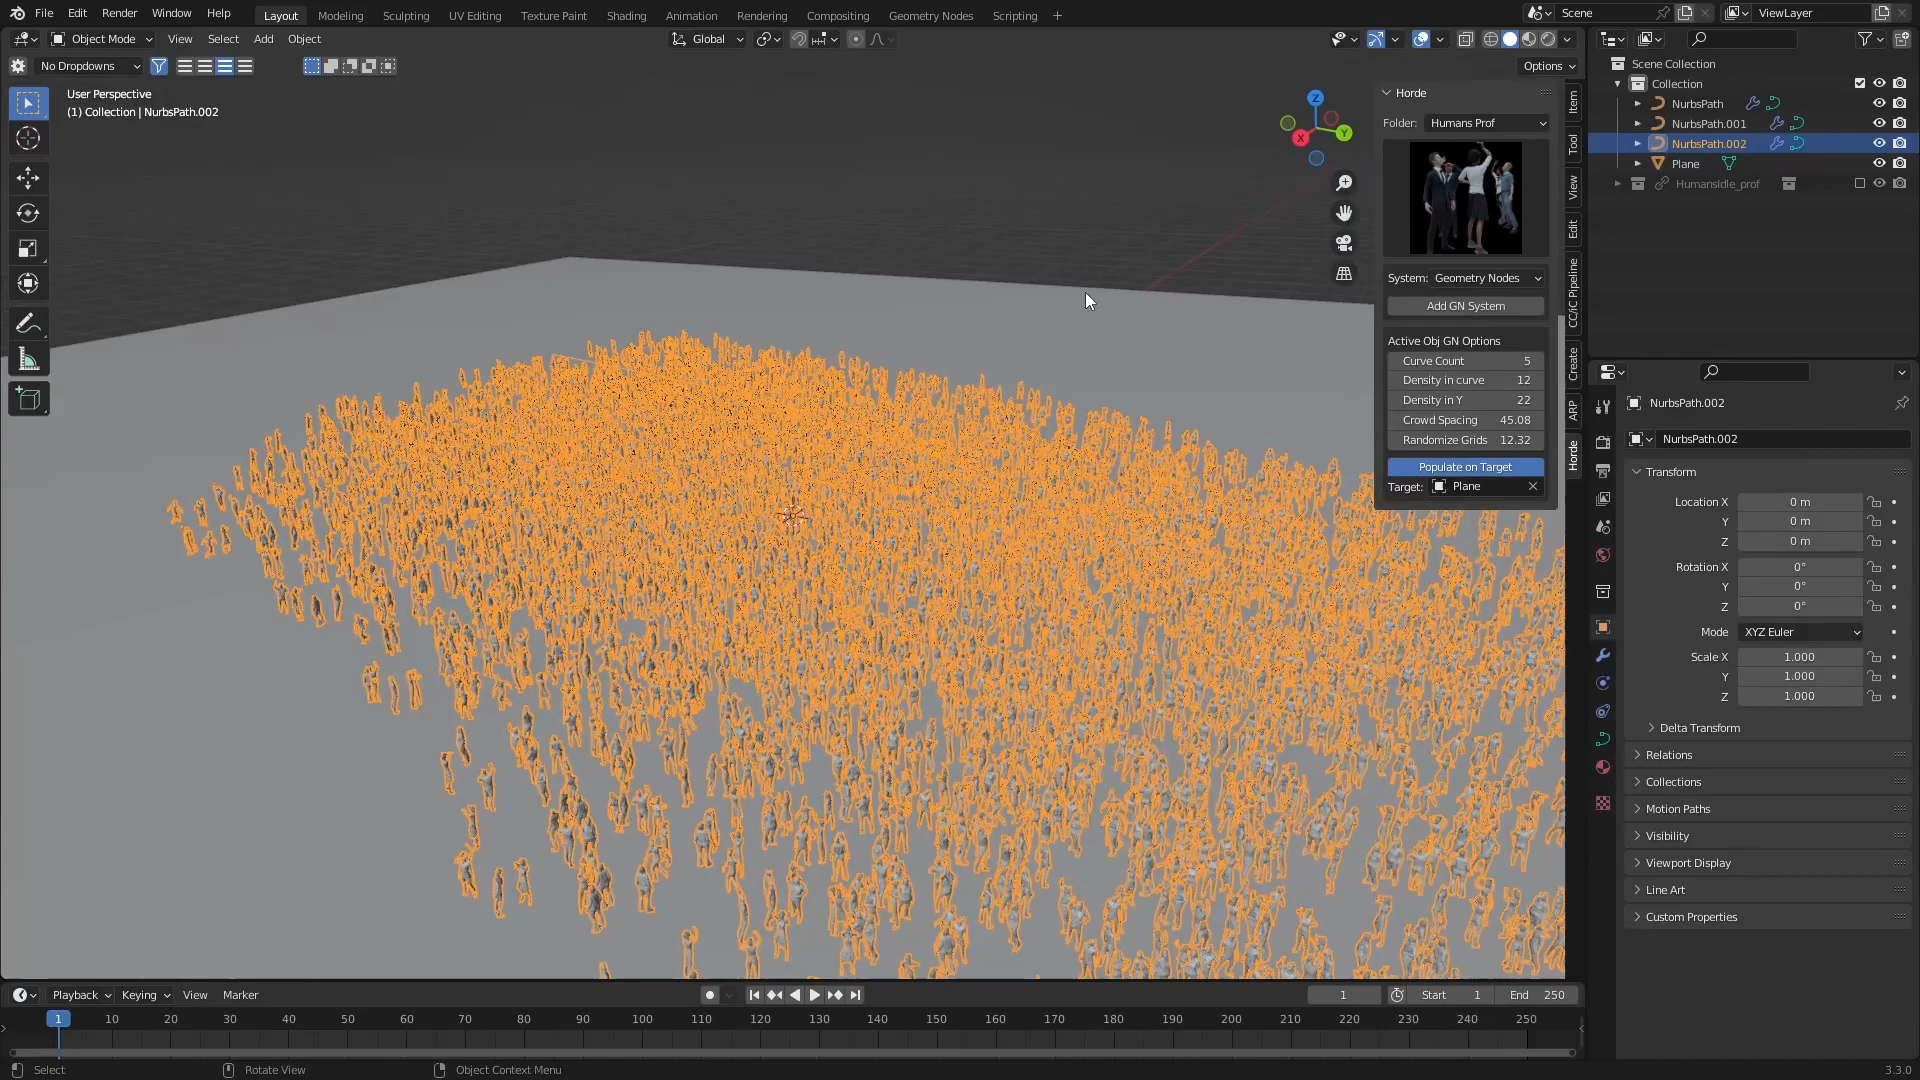 File Edit Render Window Help Layout Modeling Sculpting UV Editing Texture Paint Shading Animation Rendering Compositing Geometry Nodes Scripting + Scene ViewLayer
Object Mode View Select Add Object Global
No Dropdowns Options
User Perspective
(1) Collection | NurbsPath.002
Z
X
Y
Horde
Folder: Humans Prof
System: Geometry Nodes
Add GN System
Active Obj GN Options
Curve Count 5
Density in curve 12
Density in Y 22
Crowd Spacing 45.08
Randomize Grids 12.32
Populate on Target
Target: Plane
Item
Tool
View
Edit
CC/iC Pipeline
Create
ARP
Horde
Scene Collection
Collection
NurbsPath
NurbsPath.001
NurbsPath.002
Plane
HumansIdle_prof
NurbsPath.002
NurbsPath.002
Transform
Location X 0 m
Y 0 m
Z 0 m
Rotation X 0°
Y 0°
Z 0°
Mode XYZ Euler
Scale X 1.000
Y 1.000
Z 1.000
Delta Transform
Relations
Collections
Motion Paths
Visibility
Viewport Display
Line Art
Custom Properties
Playback Keying View Marker 1 Start 1 End 250
1 10 20 30 40 50 60 70 80 90 100 110 120 130 140 150 160 170 180 190 200 210 220 230 240 250
Select Rotate View Object Context Menu 3.3.0